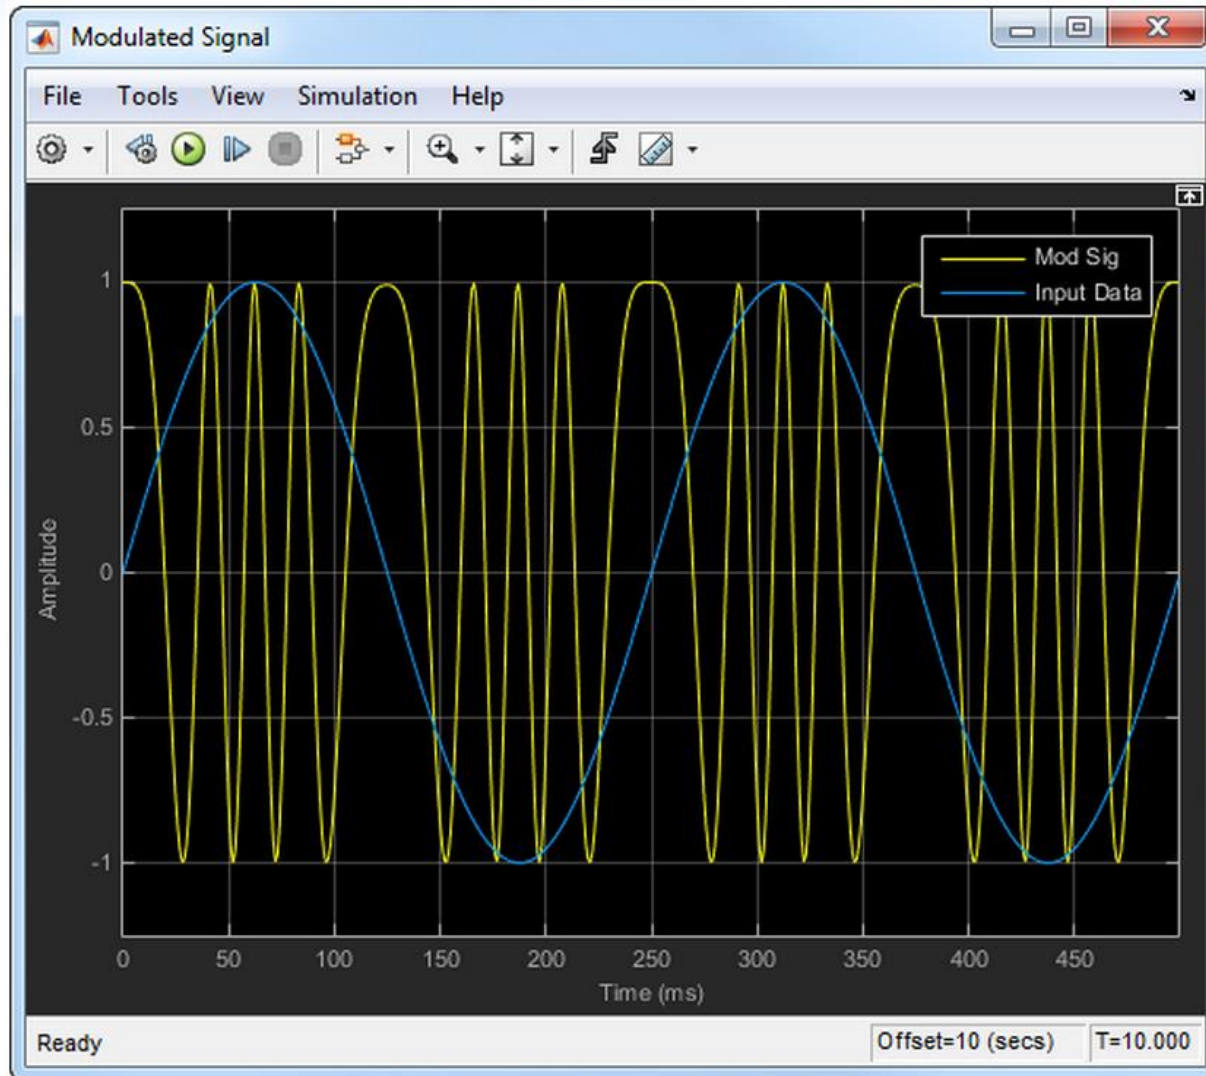 Modulated Signal
File Tools View Simulation Help
Mod Sig
Input Data
1
0.5
0
-0.5
-1
Amplitude
0 50 100 150 200 250 300 350 400 450
Time (ms)
Ready Offset=10 (secs) T=10.000